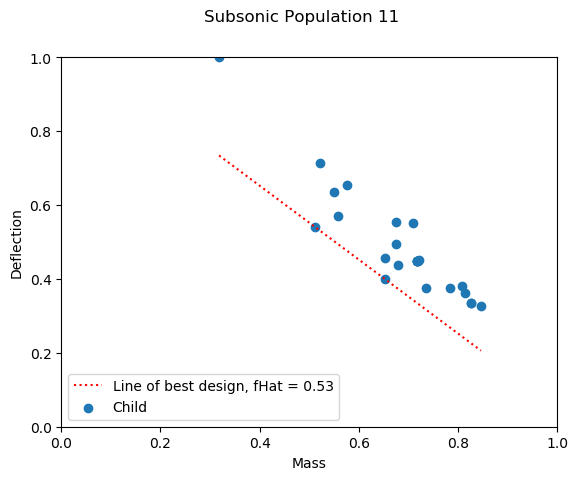 Subsonic Population 11
1.0
0.8
0.6
0.4
0.2
0.0
Deflection
Line of best design, fHat = 0.53
Child
0.0 0.2 0.4 0.6 0.8 1.0
Mass